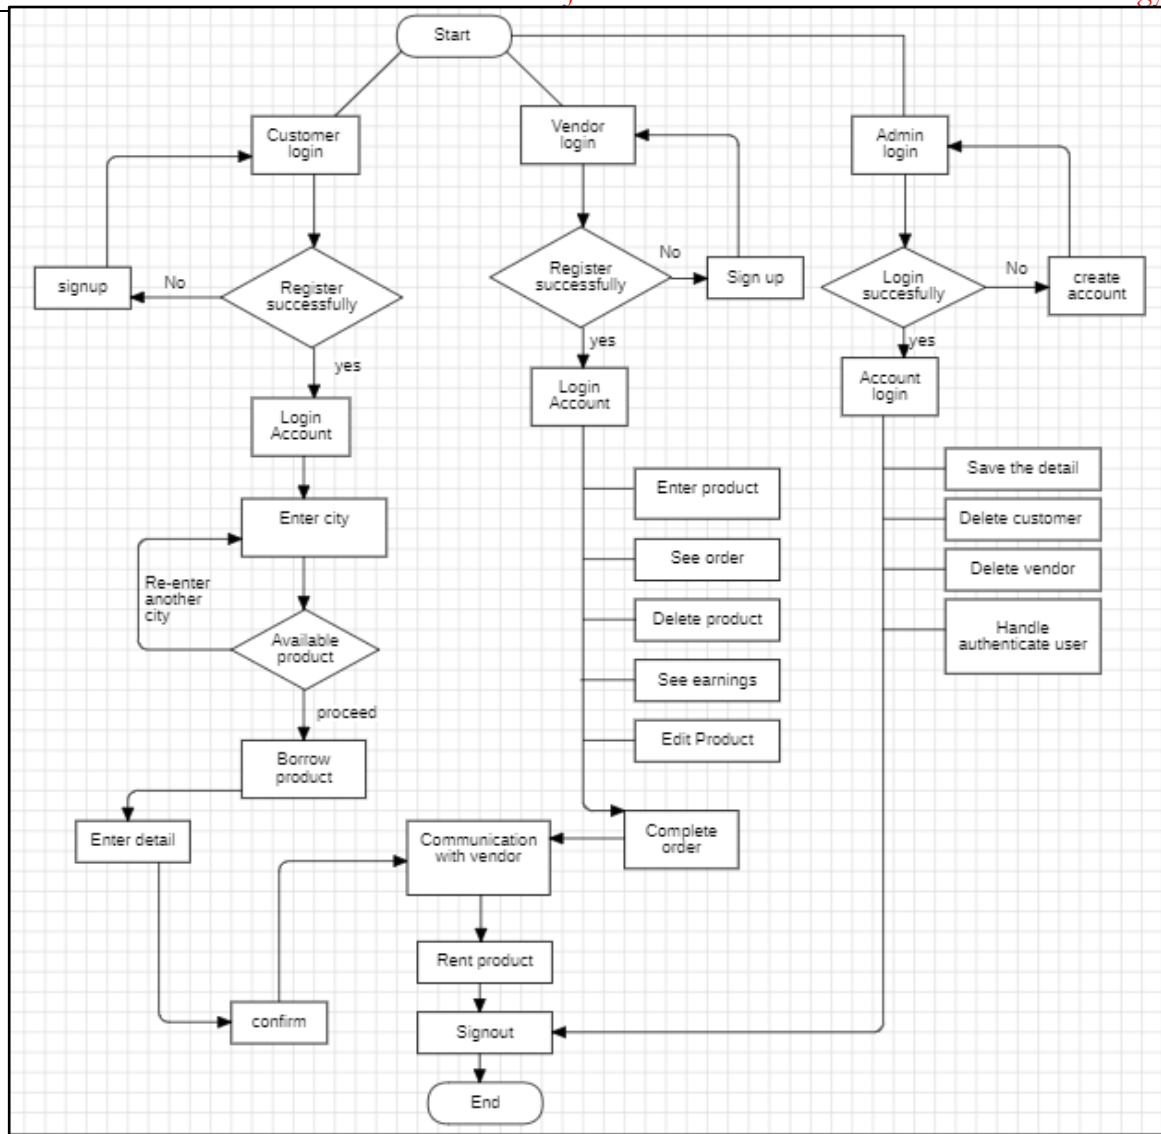 Start
Customer
login
Vendor
login
Admin
login
signup
No
Register
successfully
Register
successfully
No
Sign up
Login
succesfully
No
create
account
yes
yes
yes
Login
Account
Login
Account
Account
login
Enter city
Re-enter
another
city
Available
product
proceed
Borrow
product
Enter detail
confirm
Enter product
See order
Delete product
See earnings
Edit Product
Complete
order
Save the detail
Delete customer
Delete vendor
Handle
authenticate user
Communication
with vendor
Rent product
Signout
End